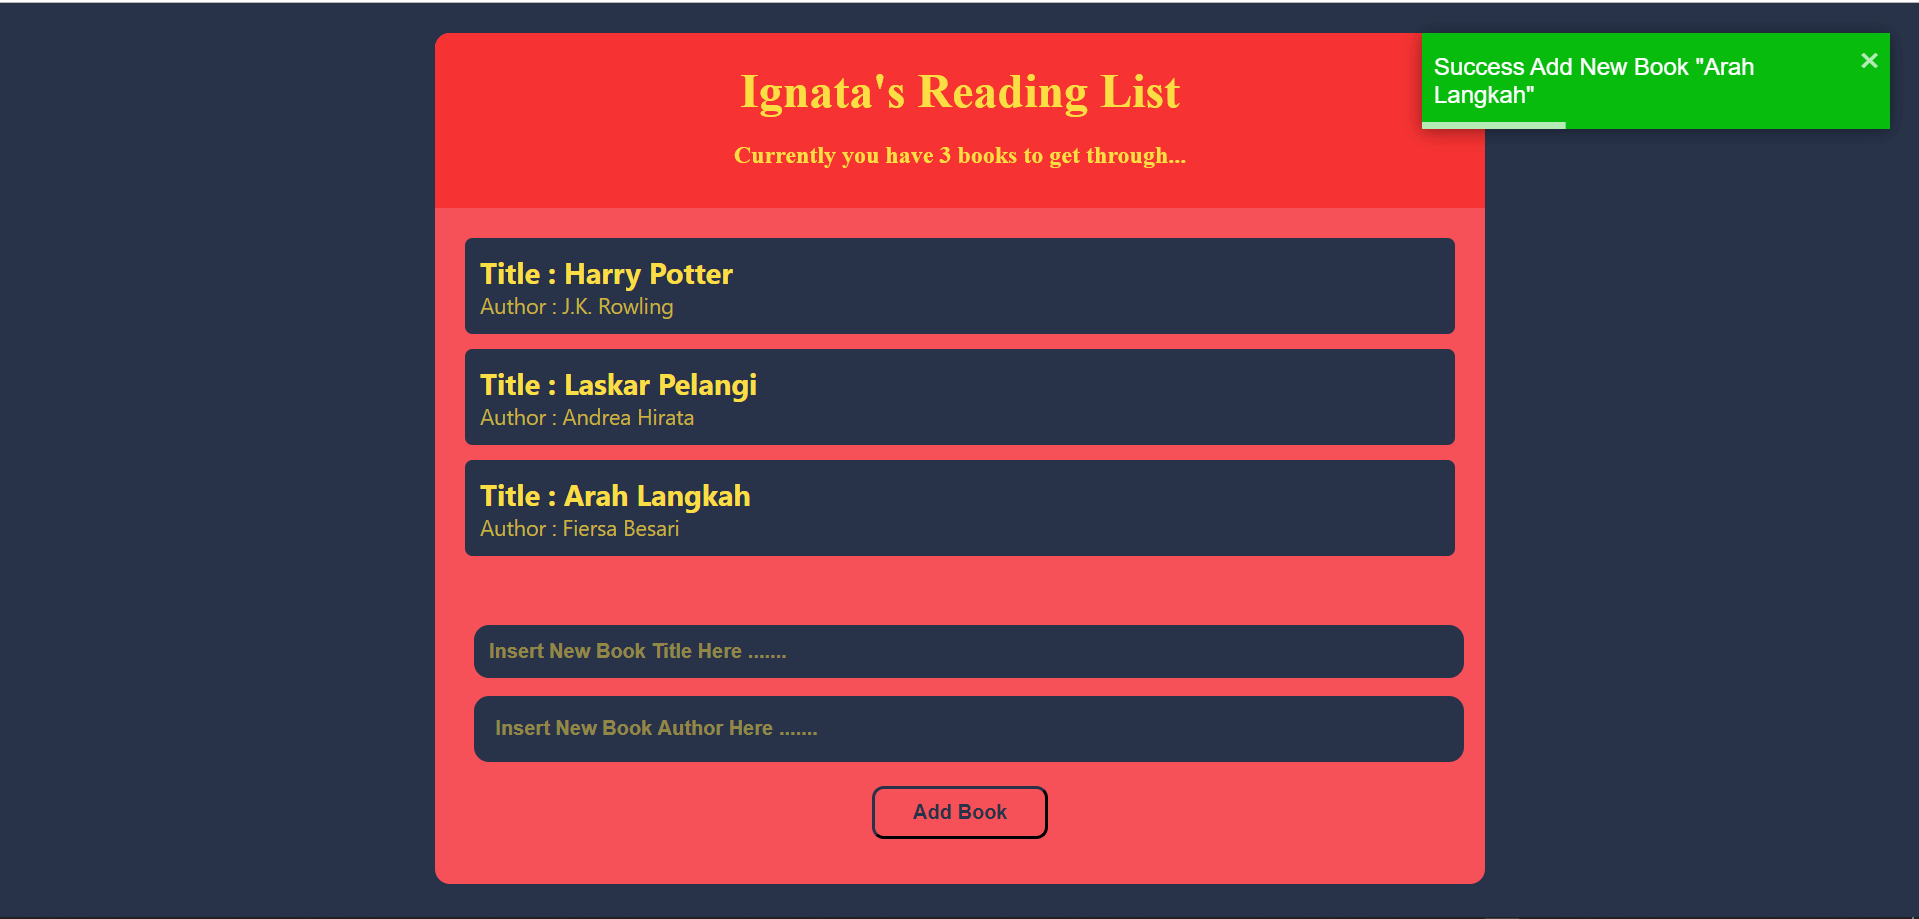 Ignata's Reading List
Currently you have 3 books to get through...
Success Add New Book "Arah
Langkah"
×
Title : Harry Potter
Author : J.K. Rowling
Title : Laskar Pelangi
Author : Andrea Hirata
Title : Arah Langkah
Author : Fiersa Besari
Insert New Book Title Here .......
Insert New Book Author Here .......
Add Book